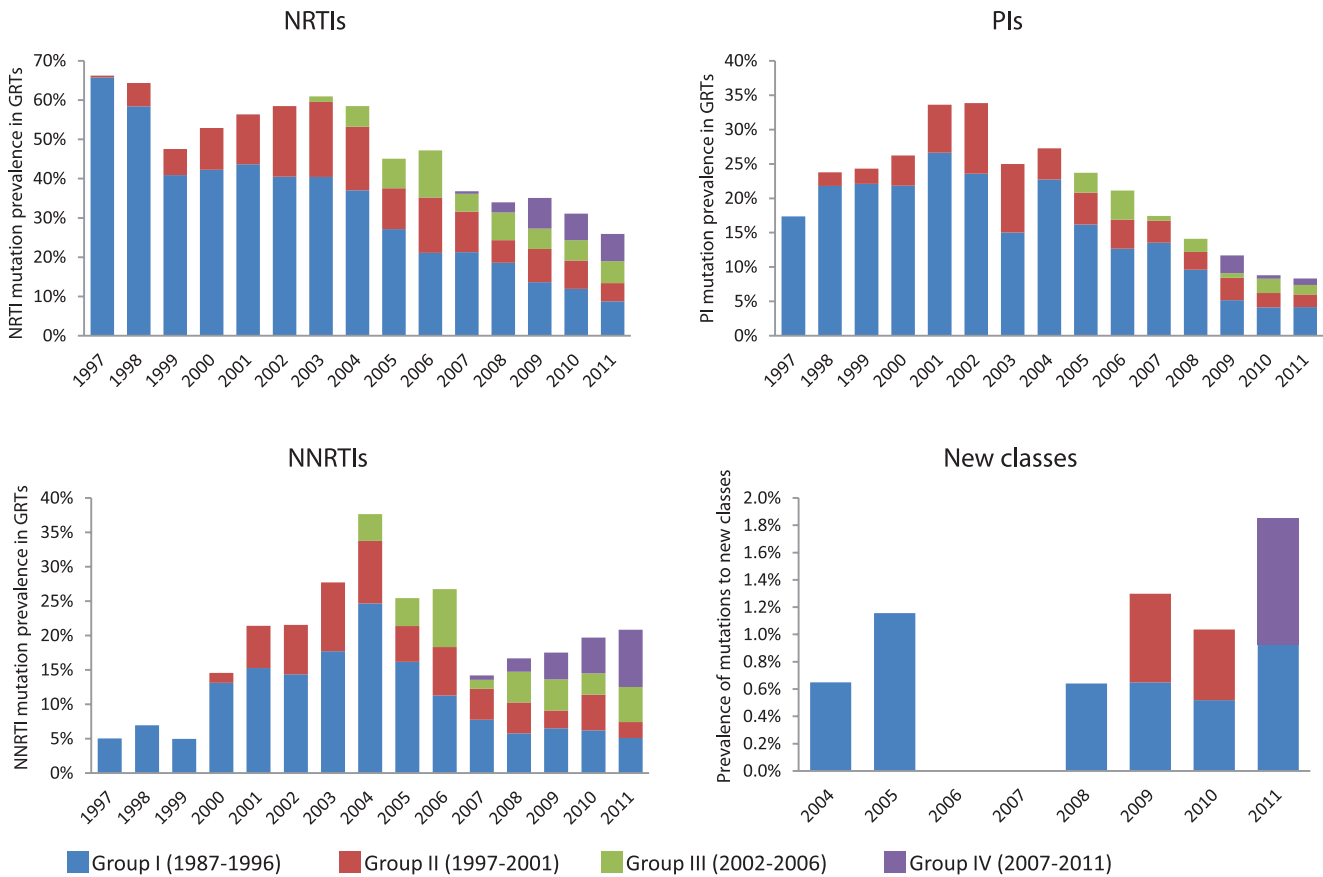 NRTIs
NRTI mutation prevalence in GRTs
70%
60%
50%
40%
30%
20%
10%
0%
1997 1998 1999 2000 2001 2002 2003 2004 2005 2006 2007 2008 2009 2010 2011
PIs
PI mutation prevalence in GRTs
40%
35%
30%
25%
20%
15%
10%
5%
0%
1997 1998 1999 2000 2001 2002 2003 2004 2005 2006 2007 2008 2009 2010 2011
NNRTIs
NNRTI mutation prevalence in GRTs
40%
35%
30%
25%
20%
15%
10%
5%
0%
1997 1998 1999 2000 2001 2002 2003 2004 2005 2006 2007 2008 2009 2010 2011
New classes
Prevalence of mutations to new classes
2.0%
1.8%
1.6%
1.4%
1.2%
1.0%
0.8%
0.6%
0.4%
0.2%
0.0%
2004 2005 2006 2007 2008 2009 2010 2011
Group I (1987-1996) Group II (1997-2001) Group III (2002-2006) Group IV (2007-2011)